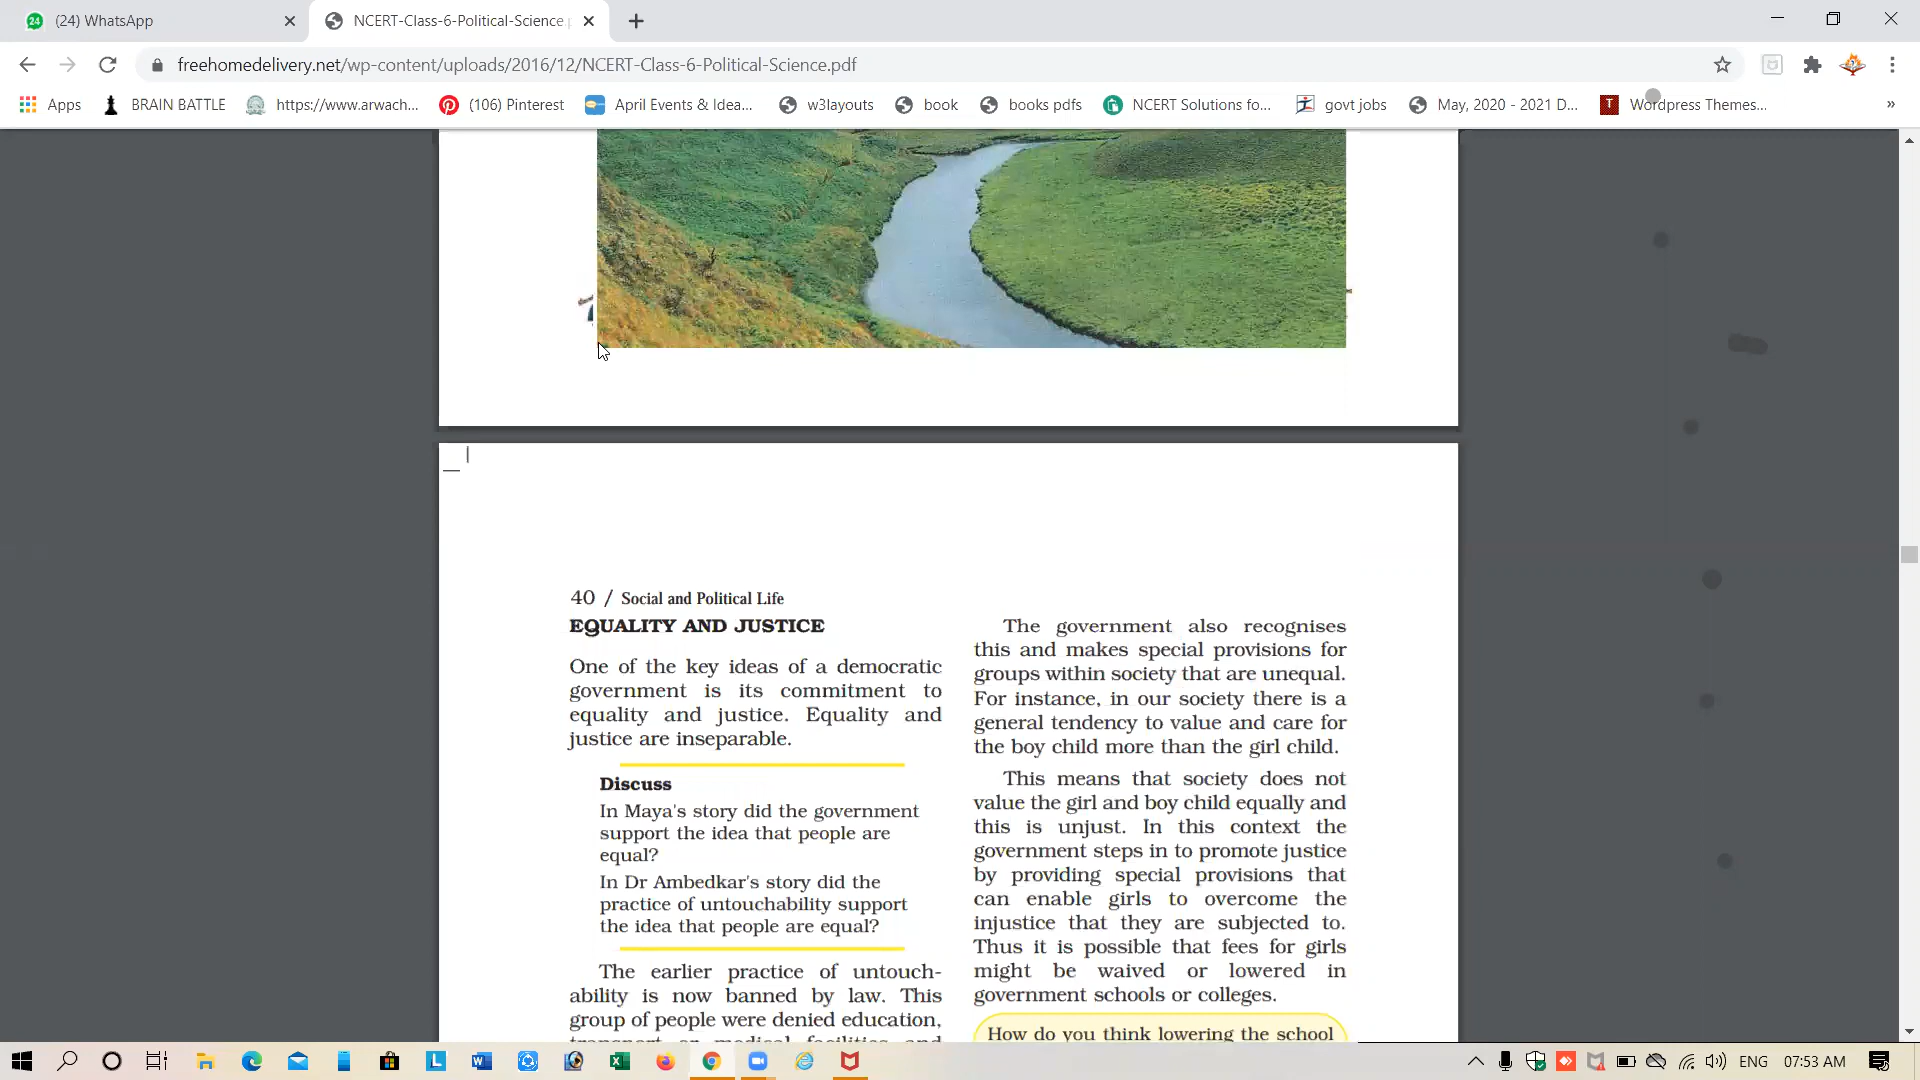 (24) WhatsApp
NCERT-Class-6-Political-Science.p
freehomedelivery.net/wp-content/uploads/2016/12/NCERT-Class-6-Political-Science.pdf
Apps BRAIN BATTLE https://www.arwach... (106) Pinterest April Events & Idea... w3layouts book books pdfs NCERT Solutions fo... govt jobs May, 2020 - 2021 D... Wordpress Themes... »
40 / Social and Political Life
EQUALITY AND JUSTICE
One of the key ideas of a democratic
government is its commitment to
equality and justice. Equality and
justice are inseparable.
Discuss
In Maya's story did the government
support the idea that people are
equal?
In Dr Ambedkar's story did the
practice of untouchability support
the idea that people are equal?
The earlier practice of untouch-
ability is now banned by law. This
group of people were denied education,
transport or medical facilities and
The government also recognises
this and makes special provisions for
groups within society that are unequal.
For instance, in our society there is a
general tendency to value and care for
the boy child more than the girl child.
This means that society does not
value the girl and boy child equally and
this is unjust. In this context the
government steps in to promote justice
by providing special provisions that
can enable girls to overcome the
injustice that they are subjected to.
Thus it is possible that fees for girls
might be waived or lowered in
government schools or colleges.
How do you think lowering the school
ENG 07:53 AM